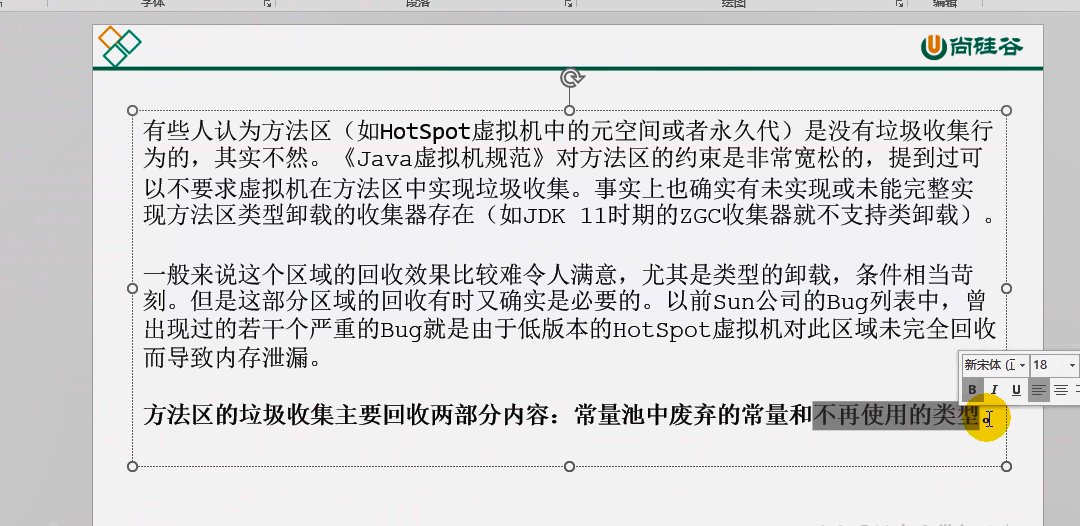 字体
段落
绘图
编辑
尚硅谷
有些人认为方法区（如HotSpot虚拟机中的元空间或者永久代）是没有垃圾收集行
为的，其实不然。《Java虚拟机规范》对方法区的约束是非常宽松的，提到过可
以不要求虚拟机在方法区中实现垃圾收集。事实上也确实有未实现或未能完整实
现方法区类型卸载的收集器存在（如JDK 11时期的ZGC收集器就不支持类卸载）。
一般来说这个区域的回收效果比较难令人满意，尤其是类型的卸载，条件相当苛
刻。但是这部分区域的回收有时又确实是必要的。以前Sun公司的Bug列表中，曾
出现过的若干个严重的Bug就是由于低版本的HotSpot虚拟机对此区域未完全回收
而导致内存泄漏。
新宋体 (正
18
B I U
方法区的垃圾收集主要回收两部分内容：常量池中废弃的常量和不再使用的类型。